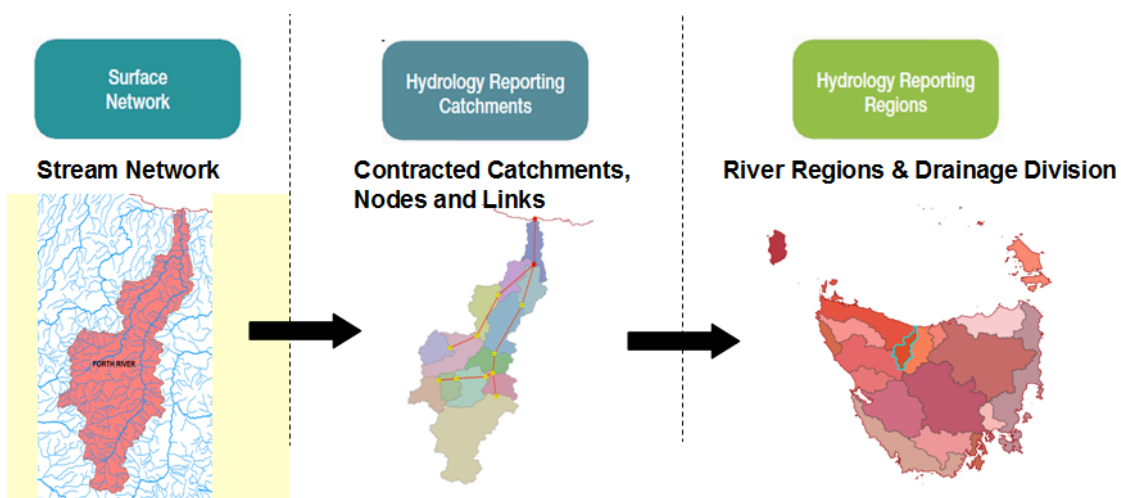 Surface
Network
Hydrology Reporting
Catchments
Hydrology Reporting
Regions
Stream Network
Contracted Catchments,
Nodes and Links
River Regions & Drainage Division
FORTH RIVER